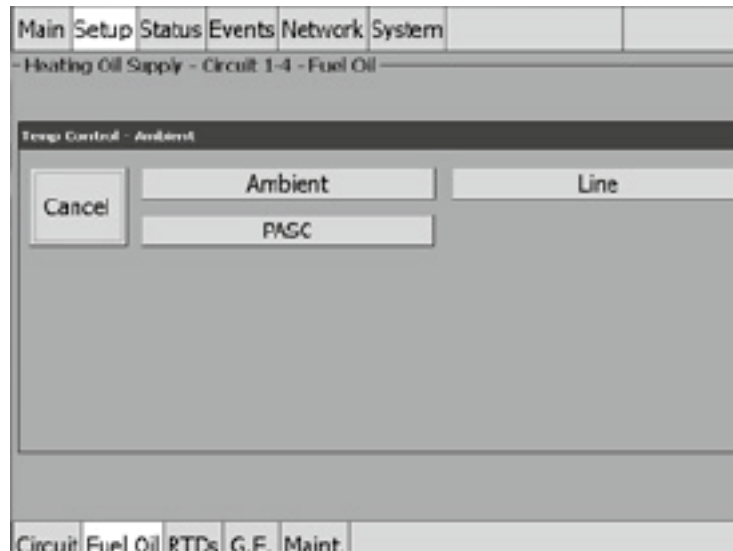 Main Setup Status Events Network System
Heating Oil Supply - Circuit 1-4 - Fuel Oil
Temp Control - Ambient
Cancel
Ambient
Line
PASC
Circuit Fuel Oil RTDs G.F. Maint.